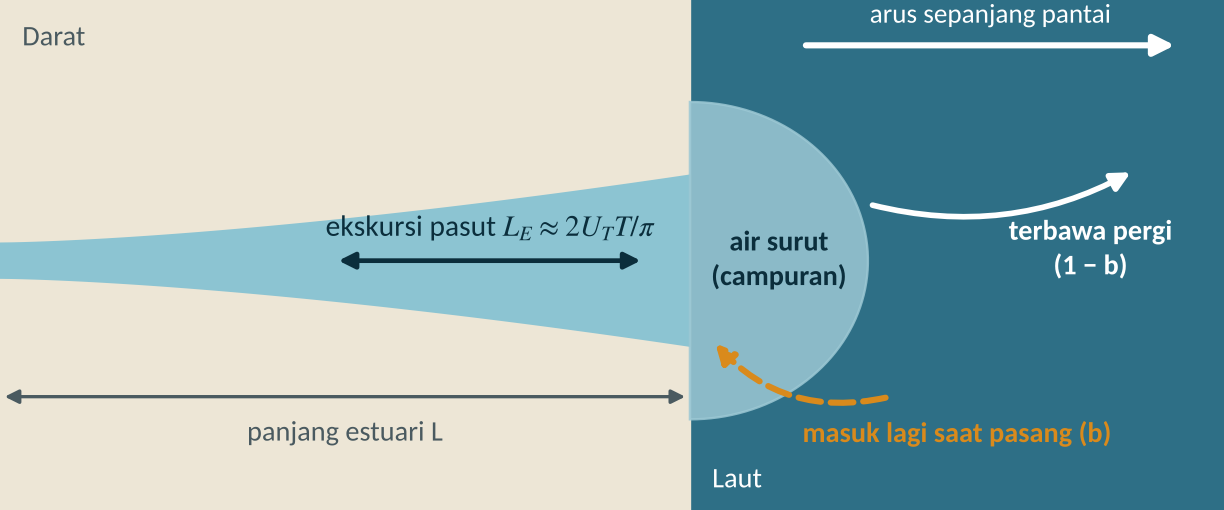 Darat
arus sepanjang pantai
ekskursi pasut L_E ≈ 2U_T T/π
air surut
(campuran)
terbawa pergi
(1 – b)
panjang estuari L
masuk lagi saat pasang (b)
Laut